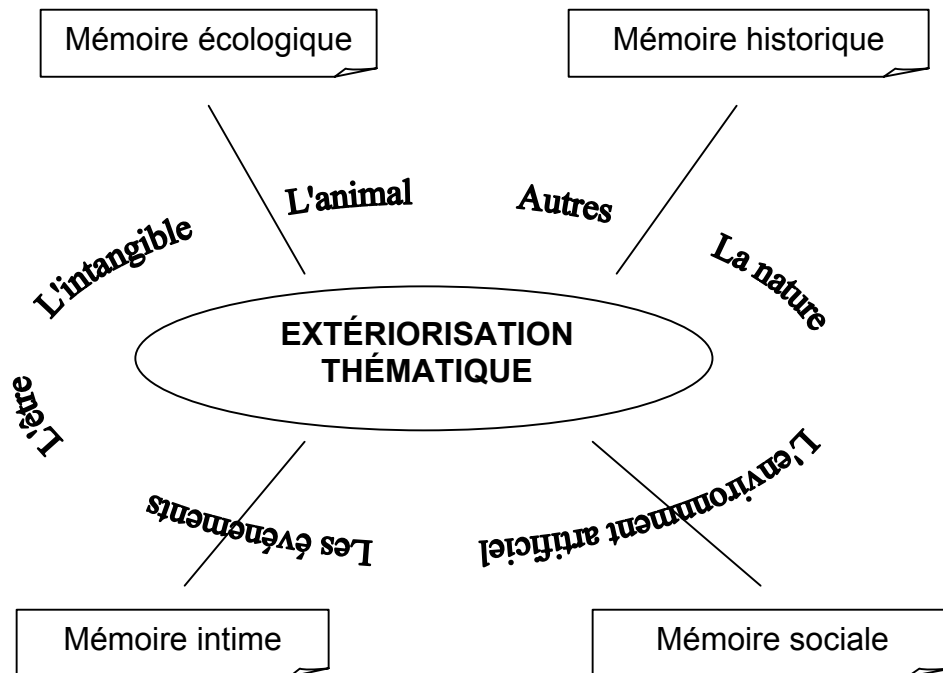 Mémoire écologique
Mémoire historique
L'animal
Autres
L'intangible
La nature
EXTÉRIORISATION
THÉMATIQUE
L'être
L'environnment artificiel
Les événements
Mémoire intime
Mémoire sociale